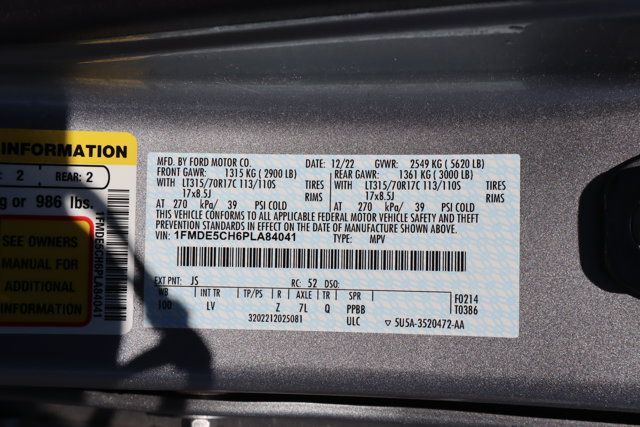 INFORMATION
: 2 REAR: 2
g or 986 lbs.
SEE OWNERS
MANUAL FOR
ADDITIONAL
INFORMATION
1FMDE5CH6PLA84041
MFD. BY FORD MOTOR CO. DATE: 12/22 GVWR: 2549 KG ( 5620 LB)
FRONT GAWR: 1315 KG ( 2900 LB) REAR GAWR: 1361 KG ( 3000 LB)
WITH LT315/70R17C 113/110S TIRES WITH LT315/70R17C 113/110S TIRES
17x8.5J RIMS 17x8.5J RIMS
AT 270 kPa/ 39 PSI COLD AT 270 kPa/ 39 PSI COLD
THIS VEHICLE CONFORMS TO ALL APPLICABLE FEDERAL MOTOR VEHICLE SAFETY AND THEFT
PREVENTION STANDARDS IN EFFECT ON THE DATE OF MANUFACTURE SHOWN ABOVE.
VIN: 1FMDE5CH6PLA84041 TYPE: MPV
EXT PNT: JS RC: 52 DSO:
WB INT TR TP/PS R AXLE TR SPR F0214
100 LV Z 7L Q PPBB T0386
3202212025081 ULC ▽ 5U5A-3520472-AA